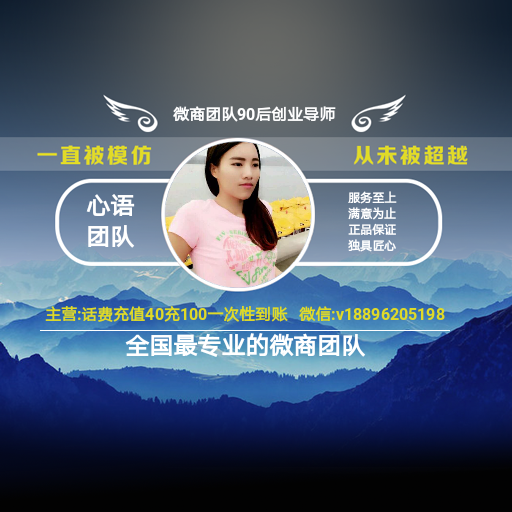 微商团队90后创业导师
一直被模仿
从未被超越
心语
团队
服务至上
满意为止
正品保证
独具匠心
主营:话费充值40充100一次性到账 微信:v18896205198
全国最专业的微商团队